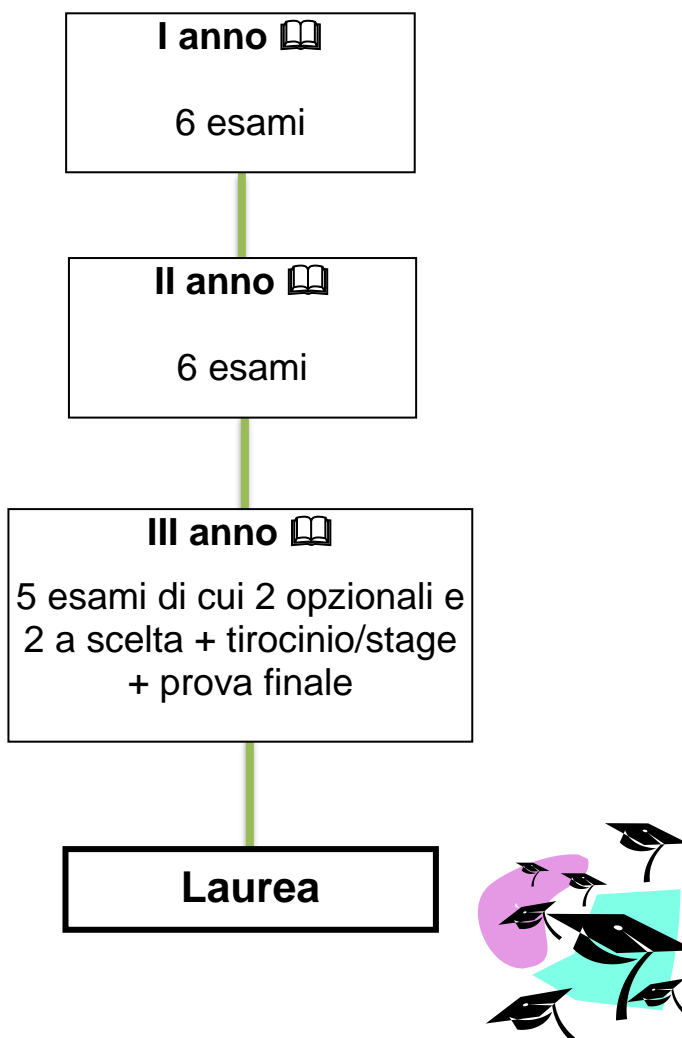 I anno 🕮
6 esami
II anno 🕮
6 esami
III anno 🕮
5 esami di cui 2 opzionali e
2 a scelta + tirocinio/stage
+ prova finale
Laurea